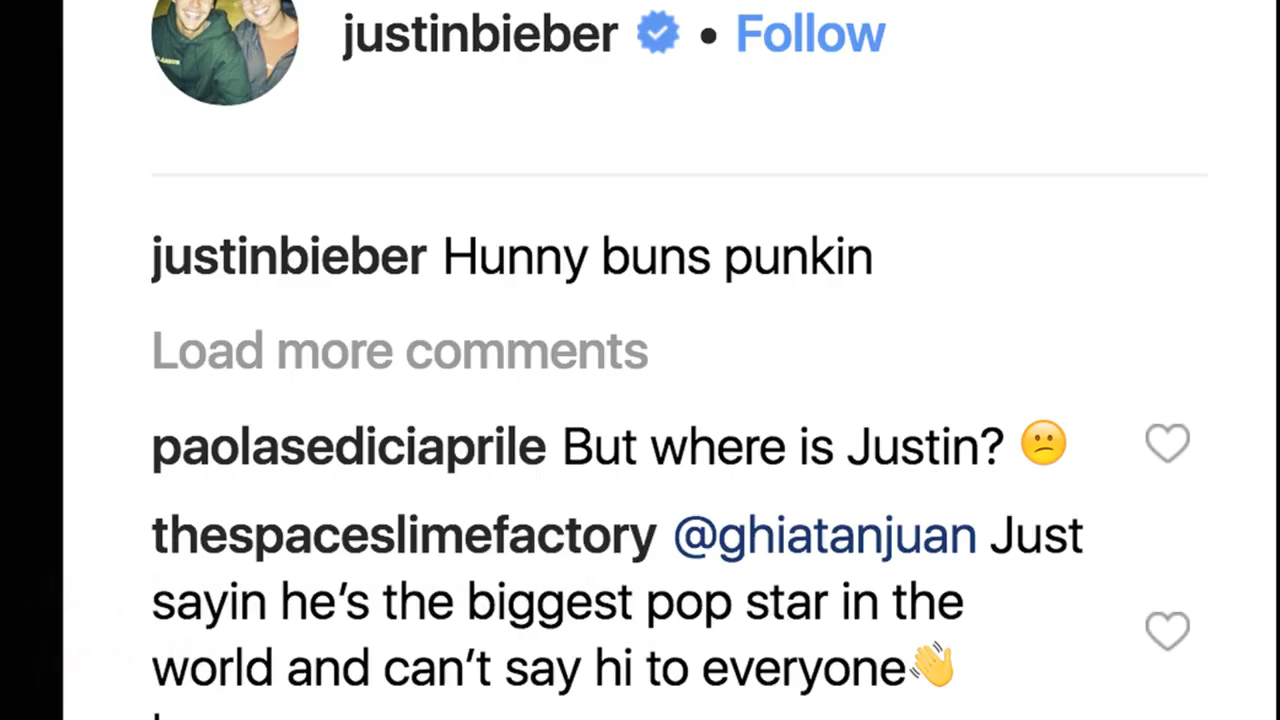 justinbieber • Follow
justinbieber Hunny buns punkin
Load more comments
paolasediciaprile But where is Justin? 😕
thespaceslimefactory @ghiatanjuan Just
sayin he’s the biggest pop star in the
world and can’t say hi to everyone👋